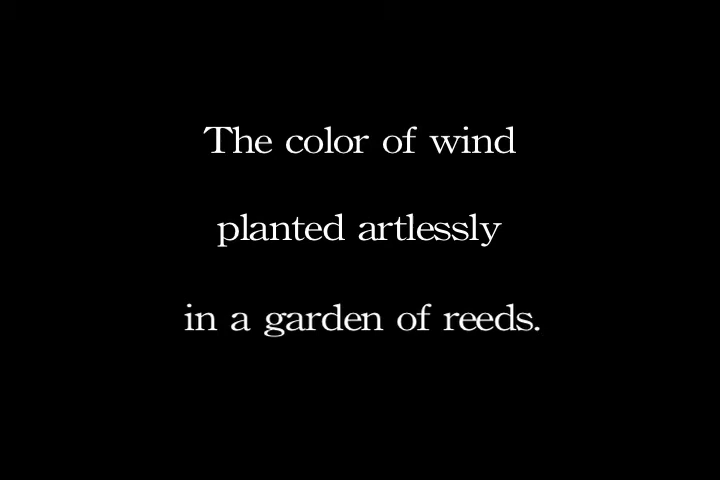 The color of wind
planted artlessly
in a garden of reeds.